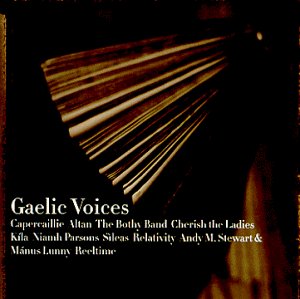 Gaelic Voices
Capercaillie Altan The Bothy Band Cherish the Ladies
Kíla Niamh Parsons Síleas Relativity Andy M. Stewart &
Mánus Lunny Reeltime